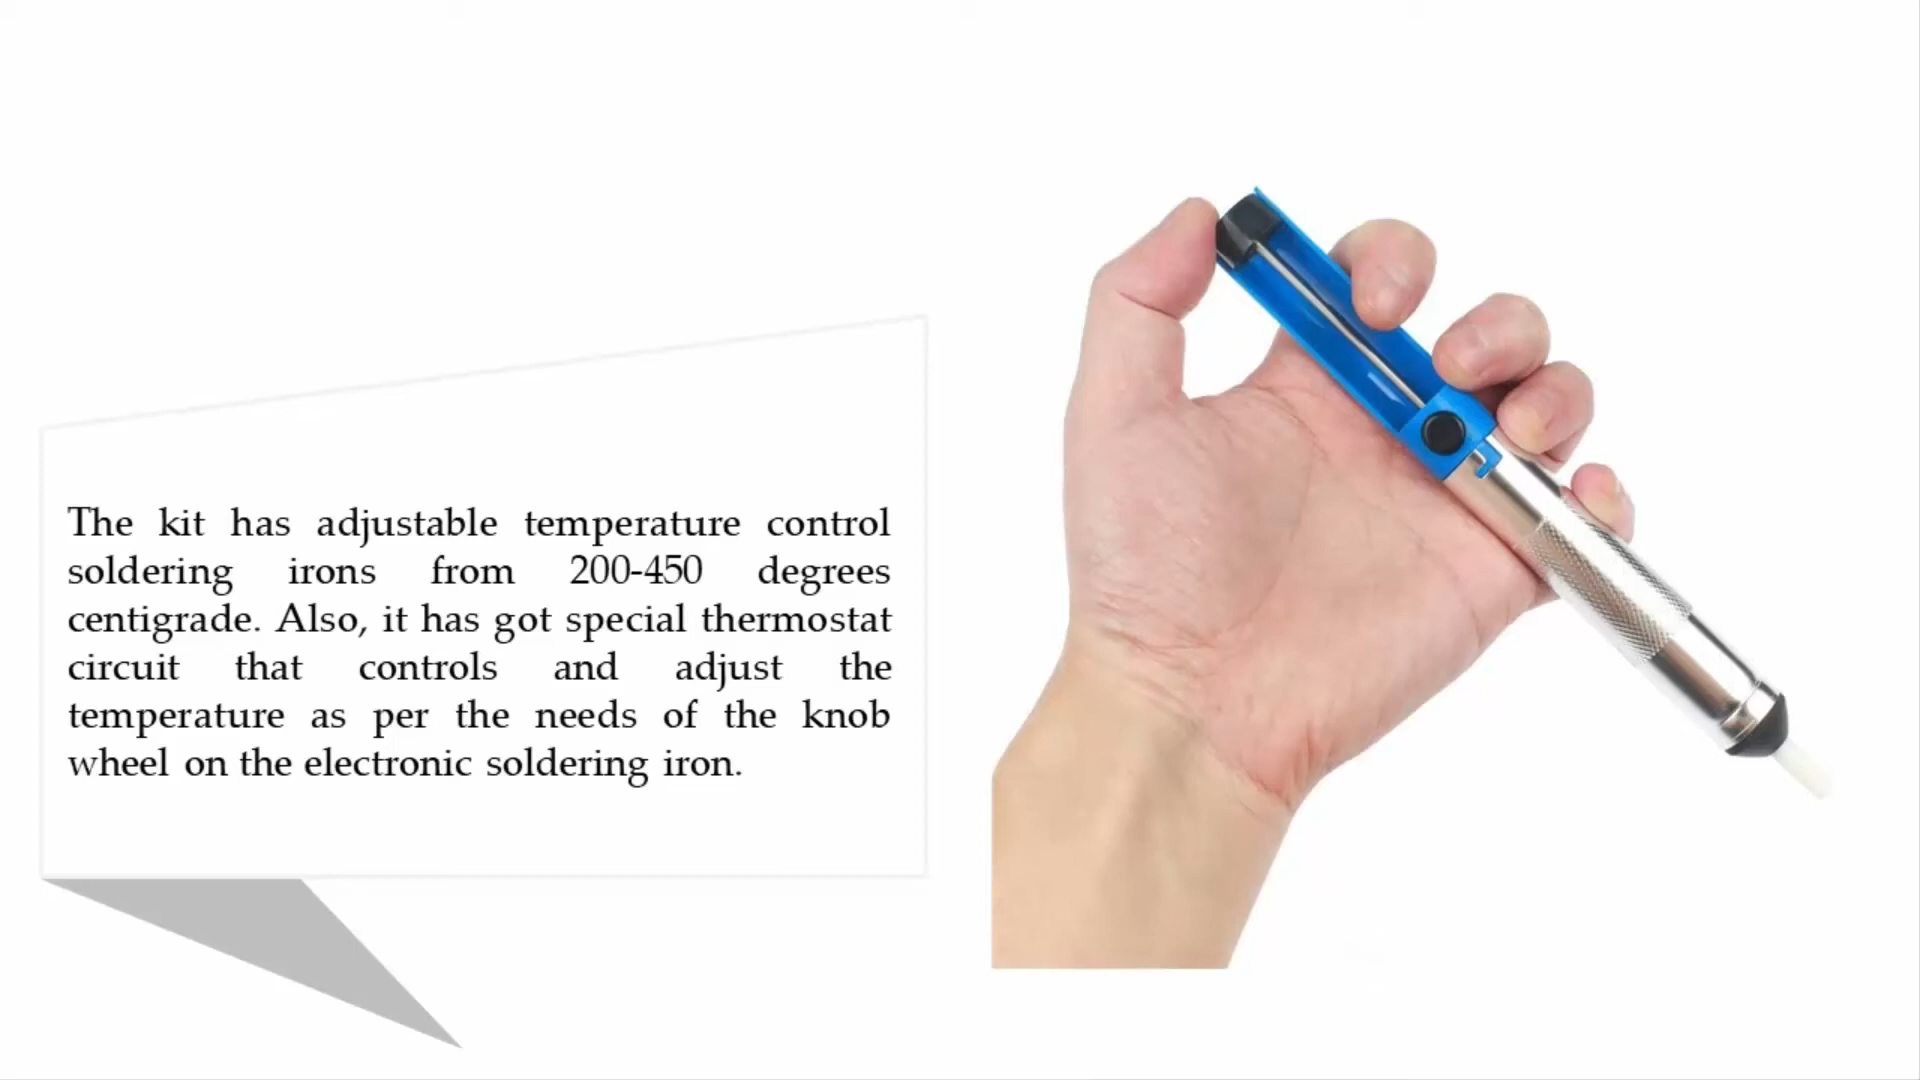 The kit has adjustable temperature control
soldering irons from 200-450 degrees
centigrade. Also, it has got special thermostat
circuit that controls and adjust the
temperature as per the needs of the knob
wheel on the electronic soldering iron.